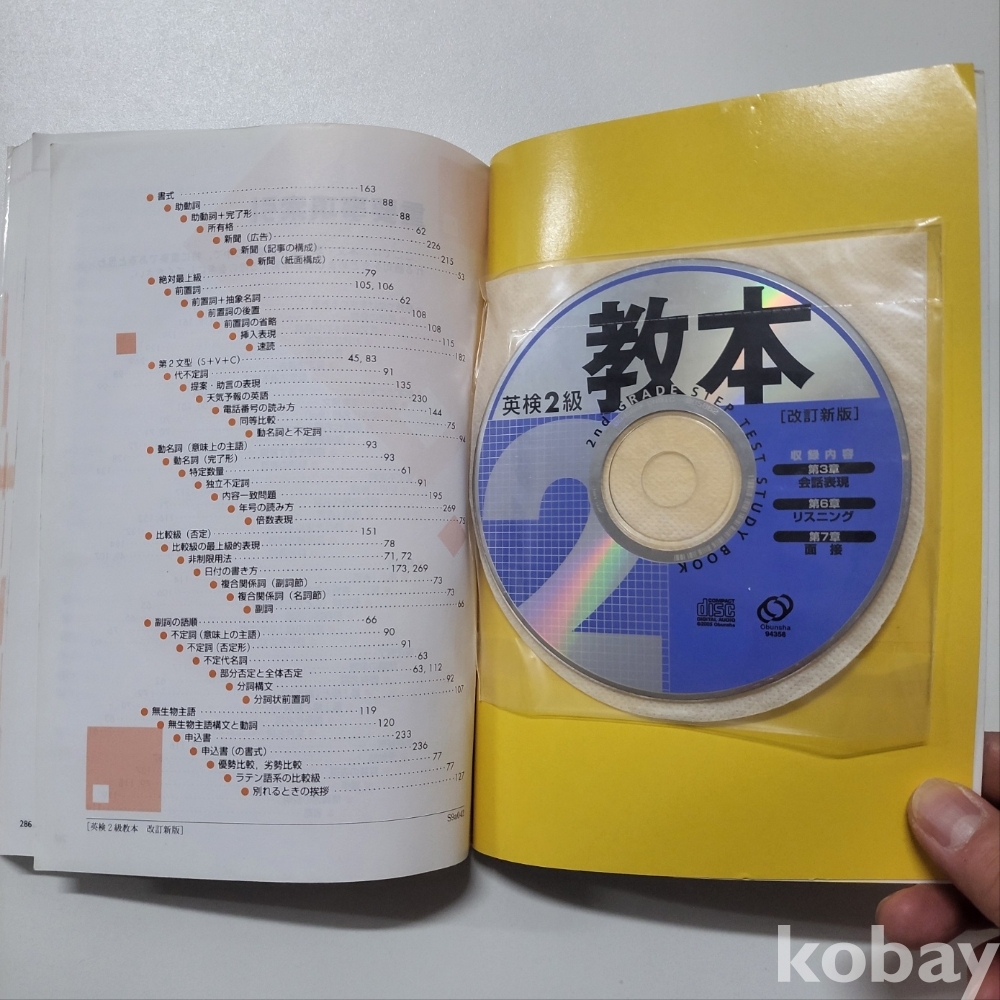 書式 163
助動詞 88
助動詞+完了形 88
所有格 62
新聞(広告) 226
新聞(記事の構成) 215
新聞(紙面構成) 53
絶対最上級 79
前置詞 105, 106
前置詞+抽象名詞 62
前置詞の後置 108
前置詞の省略 108
挿入表現 115
速読 182
第2文型(S+V+C) 45, 83
代不定詞 91
提案・助言の表現 135
天気予報の英語 230
電話番号の読み方 144
同等比較 75
動名詞と不定詞 94
動名詞(意味上の主語) 93
動名詞(完了形) 93
特定数量 61
独立不定詞 91
内容一致問題 195
年号の読み方 269
倍数表現 75
比較級(否定) 151
比較級の最上級的表現 78
非制限用法 71, 72
日付の書き方 173, 269
複合関係詞(副詞節) 73
複合関係詞(名詞節) 73
副詞 66
副詞の語順 66
不定詞(意味上の主語) 90
不定詞(否定形) 91
不定代名詞 63
部分否定と全体否定 63, 112
分詞構文 92
分詞状前置詞 107
無生物主語 119
無生物主語構文と動詞 120
申込書 233
申込書(の書式) 236
優勢比較, 劣勢比較 77
ラテン語系の比較級 77
別れるときの挨拶 127
286
[英検2級教本 改訂新版]
教本
英検2級
[改訂新版]
2nd GRADE STEP TEST STUDY BOOK
2
収録内容
第3章
会話表現
第6章
リスニング
第7章
面接
COMPACT
disc
DIGITAL AUDIO
Obunsha
94356
kobay